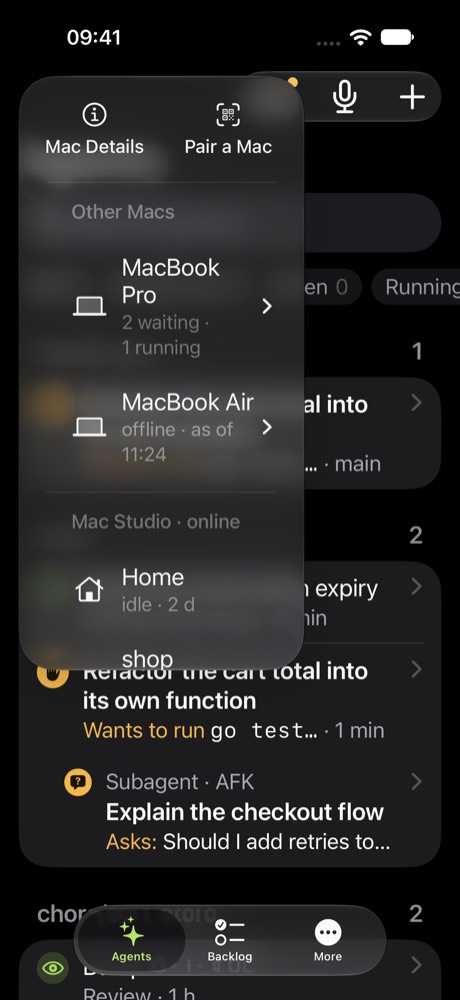 09:41
Mac Details
Pair a Mac
Other Macs
MacBook Pro
2 waiting ·
1 running
MacBook Air
offline · as of
11:24
Mac Studio · online
Home
idle · 2 d
shop
en 0
Running
1
al into
… · main
2
expiry
Refactor the cart total into
its own function
Wants to run go test… · 1 min
Subagent · AFK
Explain the checkout flow
Asks: Should I add retries to…
2
Agents
Backlog
More
Review · 1 h